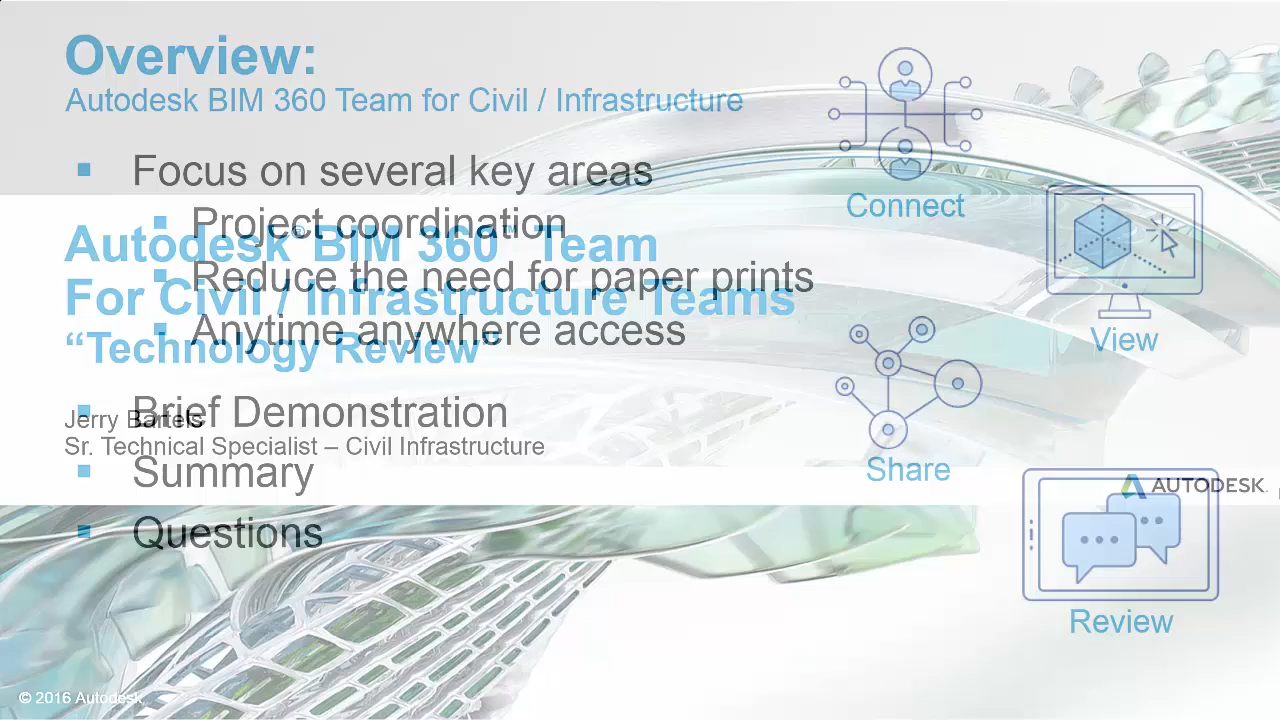 Overview:
Autodesk BIM 360 Team for Civil / Infrastructure
▪ Focus on several key areas
▪ Project coordination
▪ Reduce the need for paper prints
▪ Anytime anywhere access
▪ Brief Demonstration
▪ Summary
▪ Questions
Autodesk® BIM 360™ Team
For Civil / Infrastructure Teams
“Technology Review”
Jerry Bartels
Sr. Technical Specialist – Civil Infrastructure
Connect
View
Share
AUTODESK.
Review
© 2016 Autodesk